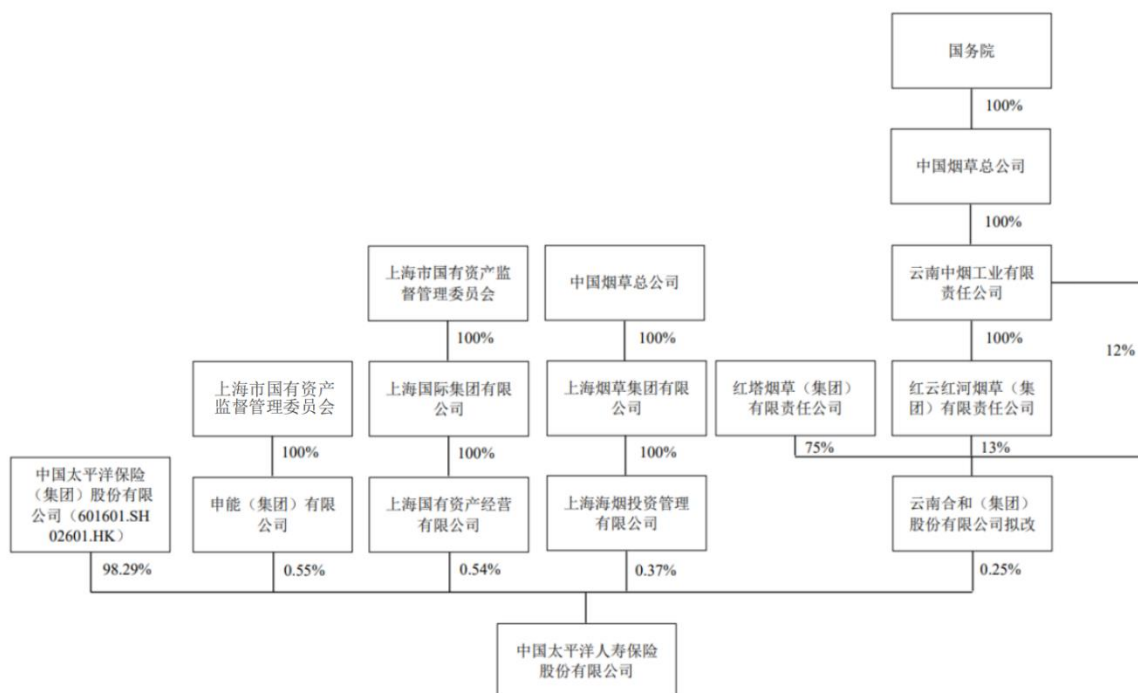 国务院
100%
中国烟草总公司
100%
上海市国有资产监
督管理委员会
中国烟草总公司
云南中烟工业有限
责任公司
100%
100%
100%
12%
上海市国有资产
监督管理委员会
上海国际集团有限
公司
上海烟草集团有限
公司
红塔烟草（集团）
有限责任公司
红云红河烟草（集
团）有限责任公司
100%
100%
100%
75%
13%
中国太平洋保险
（集团）股份有限
公司（601601.SH
02601.HK）
申能（集团）有限
公司
上海国有资产经营
有限公司
上海海烟投资管理
有限公司
云南合和（集团）
股份有限公司拟改
98.29%
0.55%
0.54%
0.37%
0.25%
中国太平洋人寿保险
股份有限公司